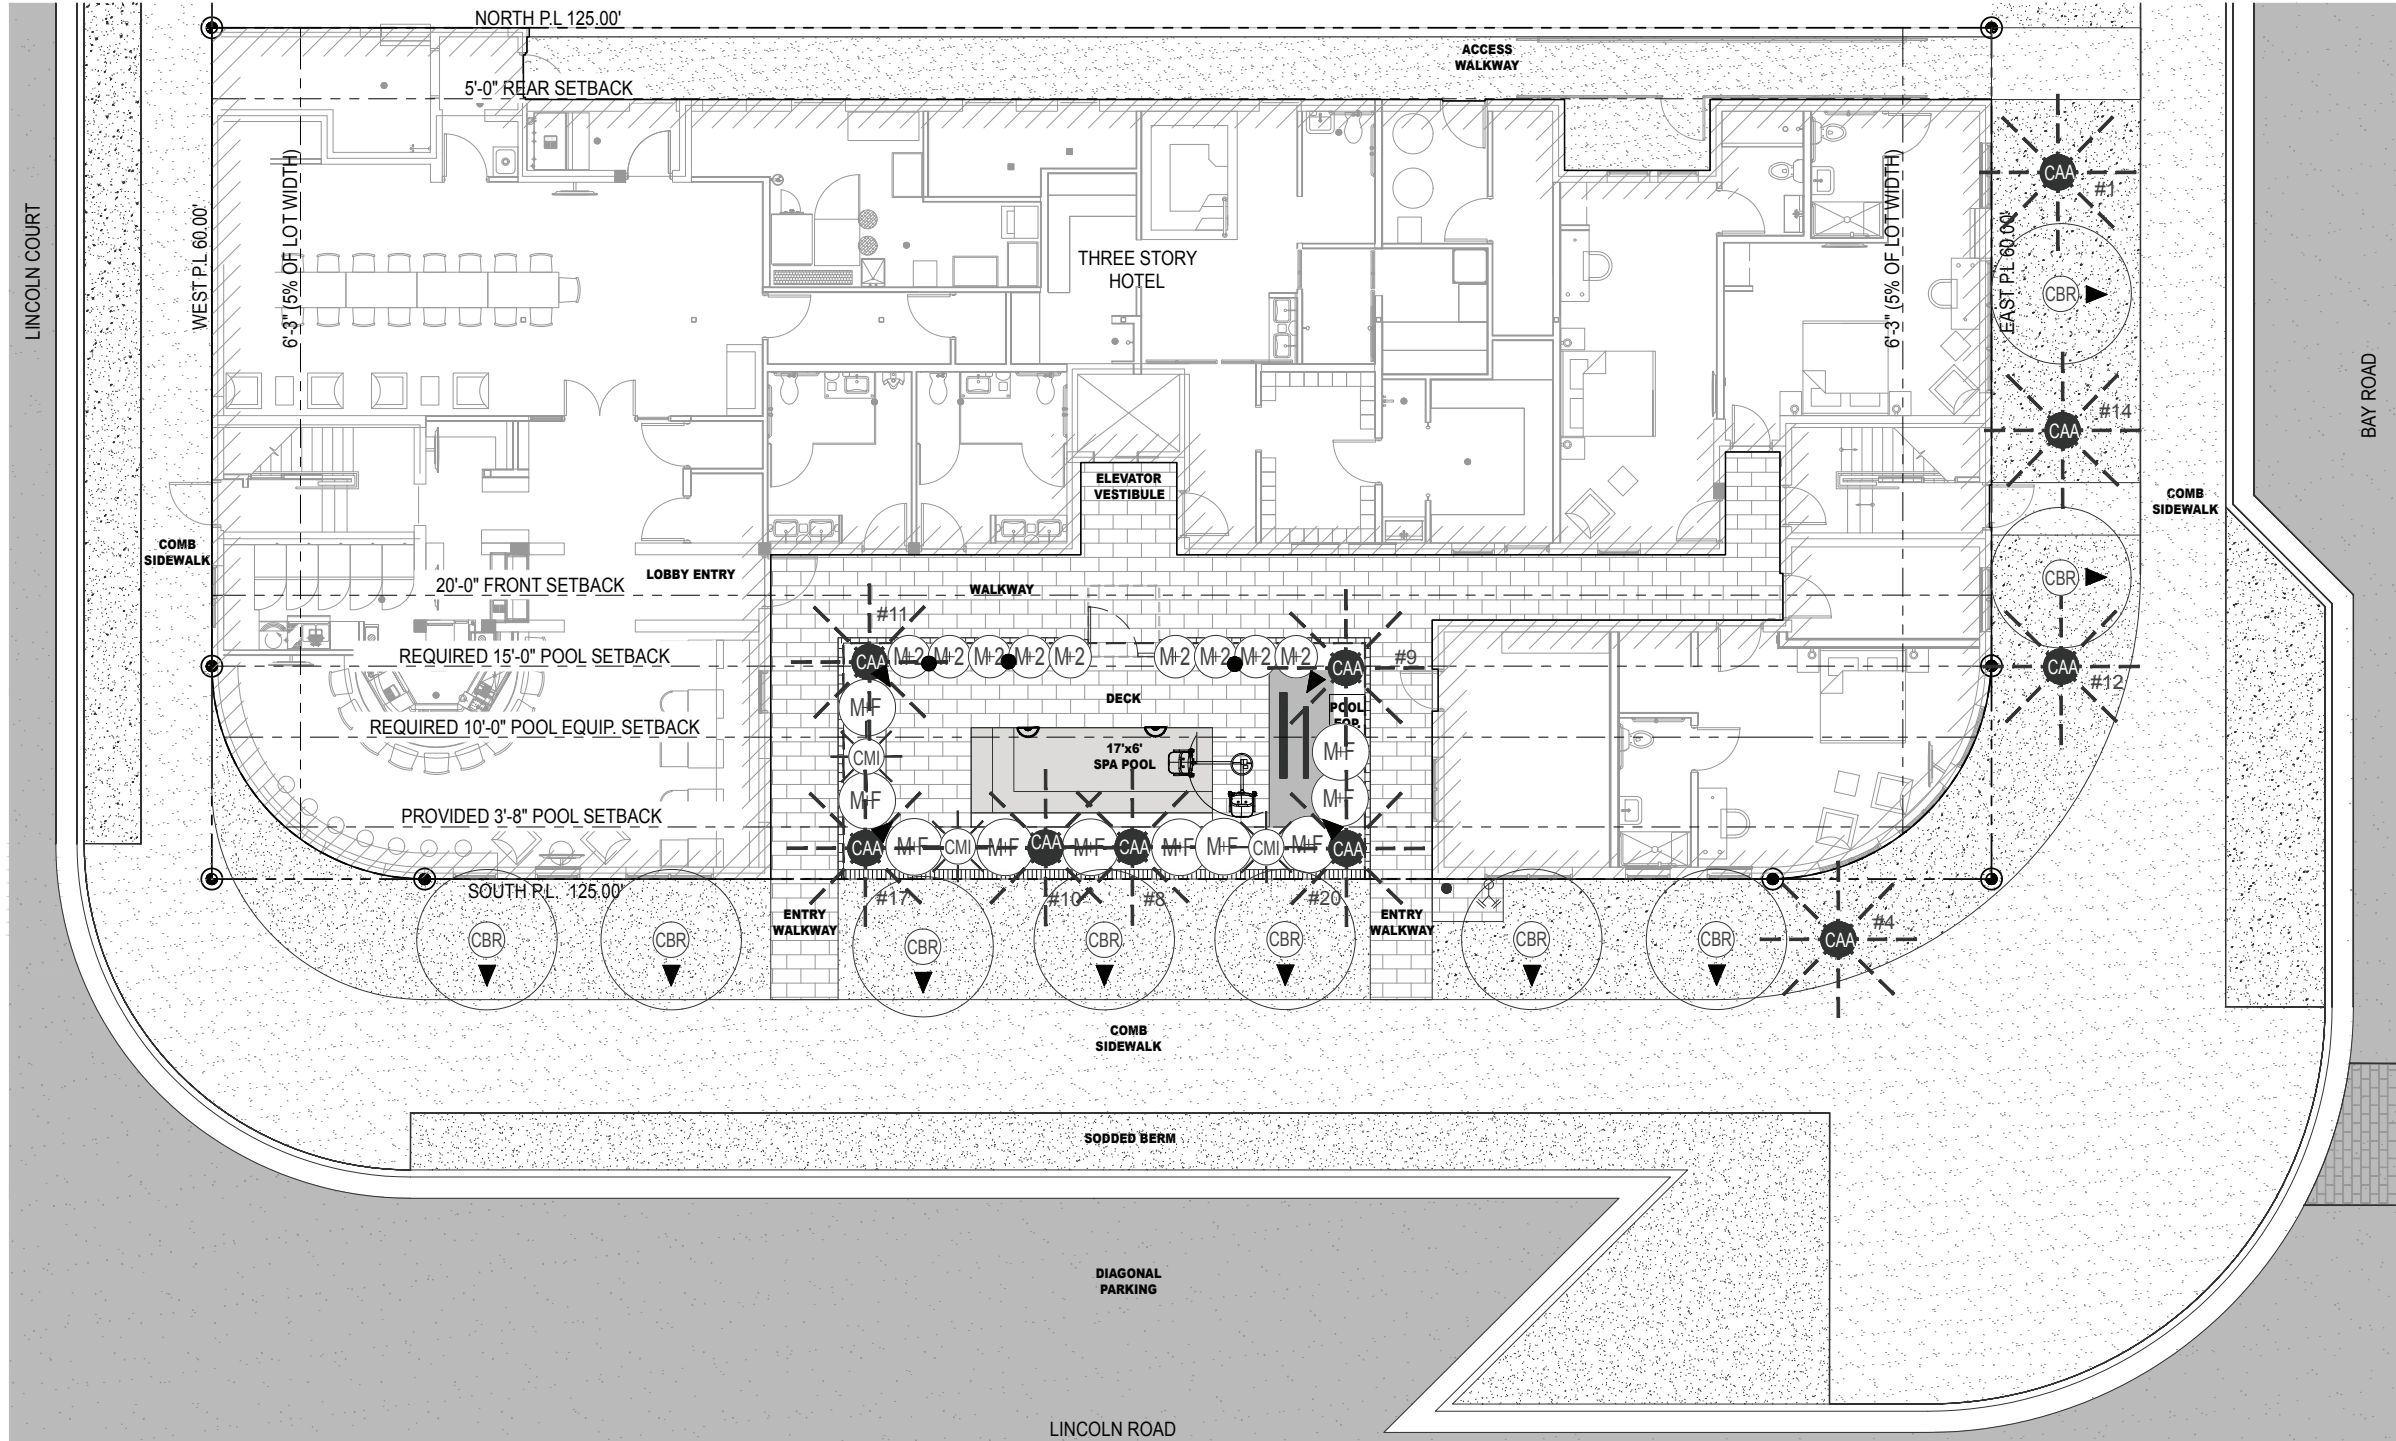 NORTH P.L 125.00'
ACCESS
WALKWAY
5'-0" REAR SETBACK
LINCOLN COURT
WEST P.L 60.00'
6'-3" (5% OF LOT WIDTH)
THREE STORY
HOTEL
6'-3" (5% OF LOT WIDTH)
EAST P.L 60.00'
CAA
#1
CBR
CAA
#14
BAY ROAD
ELEVATOR
VESTIBULE
COMB
SIDEWALK
COMB
SIDEWALK
LOBBY ENTRY
20'-0" FRONT SETBACK
WALKWAY
CBR
#11
REQUIRED 15'-0" POOL SETBACK
CAA
M+2
M+2
M+2
M+2
M+2
M+2
M+2
M+2
M+2
CAA
#9
CAA
#12
DECK
M+F
POOL
EQP.
REQUIRED 10'-0" POOL EQUIP. SETBACK
CMI
17'x6'
SPA POOL
M+F
M+F
M+F
PROVIDED 3'-8" POOL SETBACK
CAA
M+F
CMI
M+F
CAA
M+F
CAA
M+F
M+F
CMI
M+F
CAA
SOUTH P.L. 125.00'
#17
#10
#8
#20
ENTRY
WALKWAY
ENTRY
WALKWAY
CBR
CBR
CBR
CBR
CBR
CBR
CBR
CAA
#4
COMB
SIDEWALK
SODDED BERM
DIAGONAL
PARKING
LINCOLN ROAD